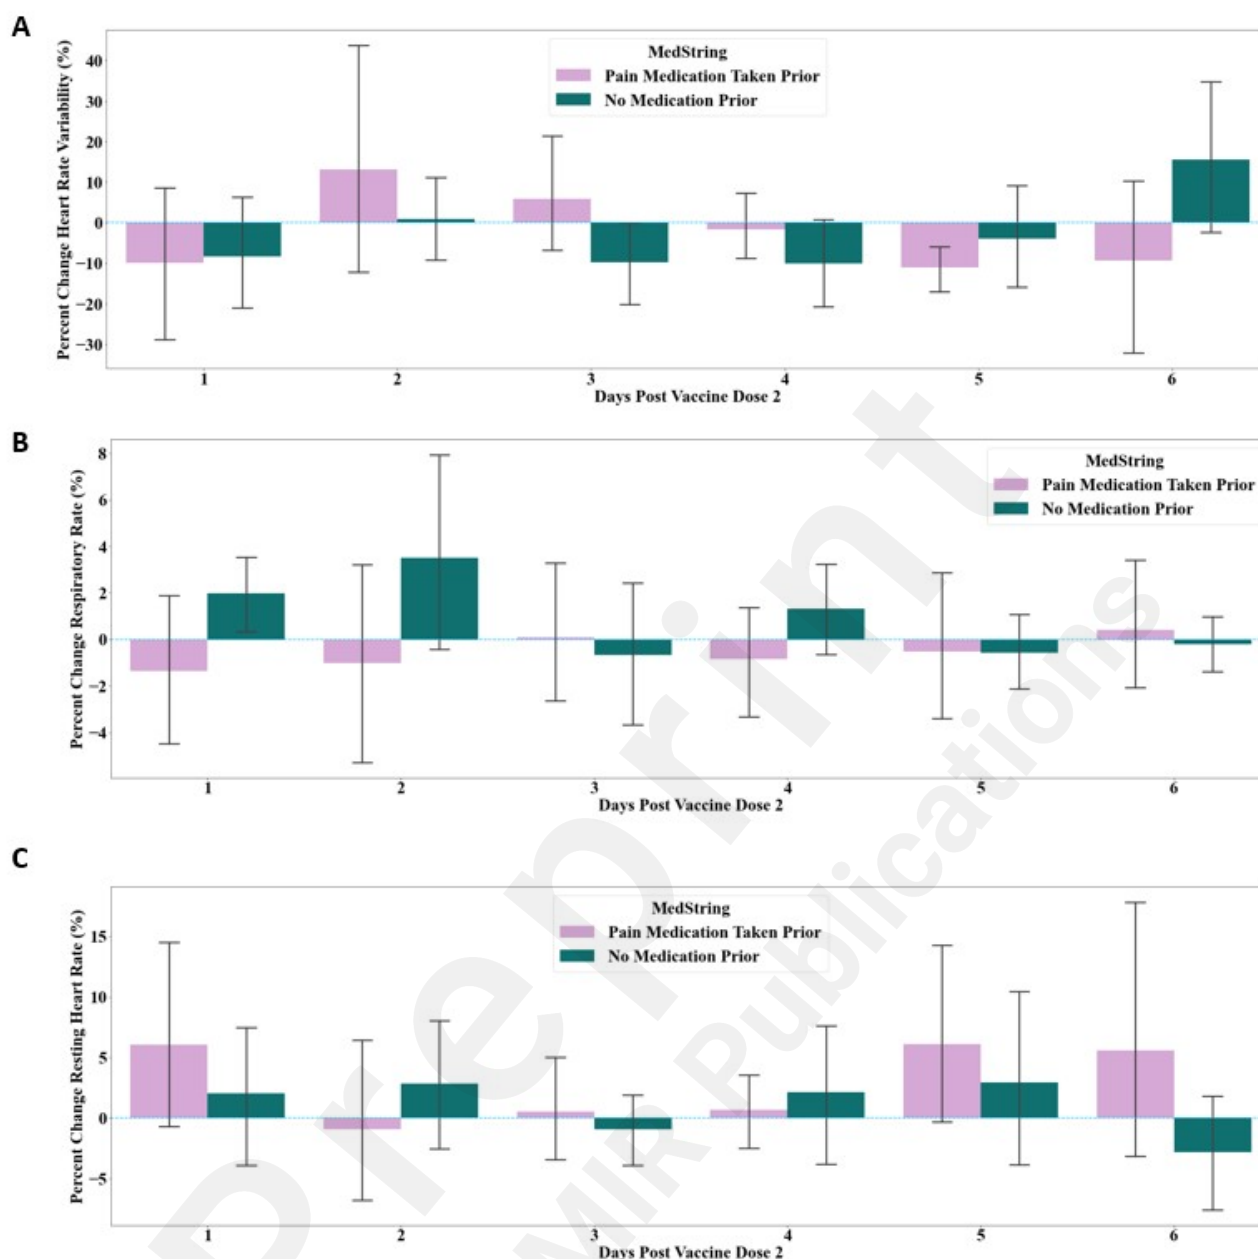 A
Percent Change Heart Rate Variability (%)
MedString
Pain Medication Taken Prior
No Medication Prior
40
30
20
10
0
−10
−20
−30
1 2 3 4 5 6
Days Post Vaccine Dose 2
B
Percent Change Respiratory Rate (%)
MedString
Pain Medication Taken Prior
No Medication Prior
8
6
4
2
0
−2
−4
1 2 3 4 5 6
Days Post Vaccine Dose 2
C
Percent Change Resting Heart Rate (%)
MedString
Pain Medication Taken Prior
No Medication Prior
15
10
5
0
−5
1 2 3 4 5 6
Days Post Vaccine Dose 2
Preprint
JMIR Publications